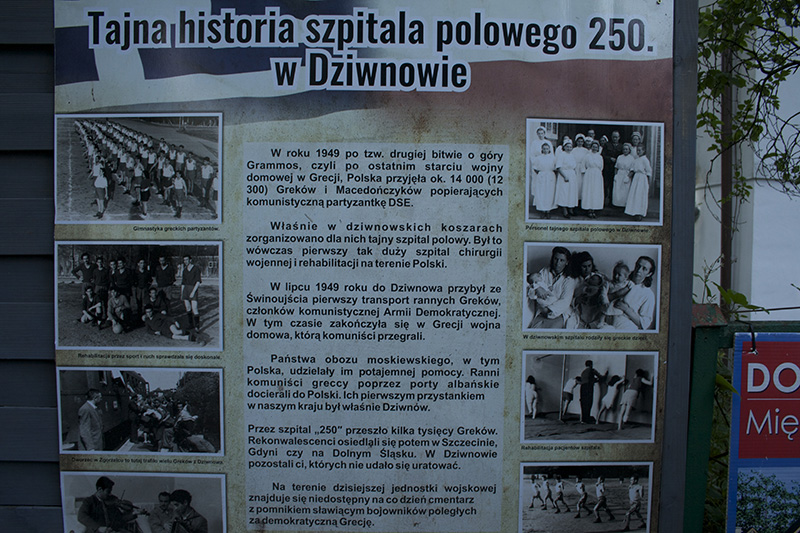 Tajna historia szpitala polowego 250.
w Dziwnowie
W roku 1949 po tzw. drugiej bitwie o góry
Grammos, czyli po ostatnim starciu wojny
domowej w Grecji, Polska przyjęła ok. 14 000 (12
300) Greków i Macedończyków popierających
komunistyczną partyzantkę DSE.
Właśnie w dziwnowskich koszarach
zorganizowano dla nich tajny szpital polowy. Był to
wówczas pierwszy tak duży szpital chirurgii
wojennej i rehabilitacji na terenie Polski.
W lipcu 1949 roku do Dziwnowa przybył ze
Świnoujścia pierwszy transport rannych Greków,
członków komunistycznej Armii Demokratycznej.
W tym czasie zakończyła się w Grecji wojna
domowa, którą komuniści przegrali.
Państwa obozu moskiewskiego, w tym
Polska, udzielały im potajemnej pomocy. Ranni
komuniści greccy poprzez porty albańskie
docierali do Polski. Ich pierwszym przystankiem
w naszym kraju był właśnie Dziwnów.
Przez szpital „250" przeszło kilka tysięcy Greków.
Rekonwalescenci osiedlali się potem w Szczecinie,
Gdyni czy na Dolnym Śląsku. W Dziwnowie
pozostali ci, których nie udało się uratować.
Na terenie dzisiejszej jednostki wojskowej
znajduje się niedostępny na co dzień cmentarz
z pomnikiem sławiącym bojowników poległych
za demokratyczną Grecję.
Gimnastyka greckich partyzantów.
Rehabilitacja przez sport i ruch sprawdzała się doskonale.
w Zgorzelcu to tutaj trafiło wielu Greków z Dziwnowa
Personel tajnego szpitala polowego w Dziwnowie.
W dziwnowskim szpitalu rodziły się greckie dzieci.
Rehabilitacja pacjentów szpitala.
DO
Mię